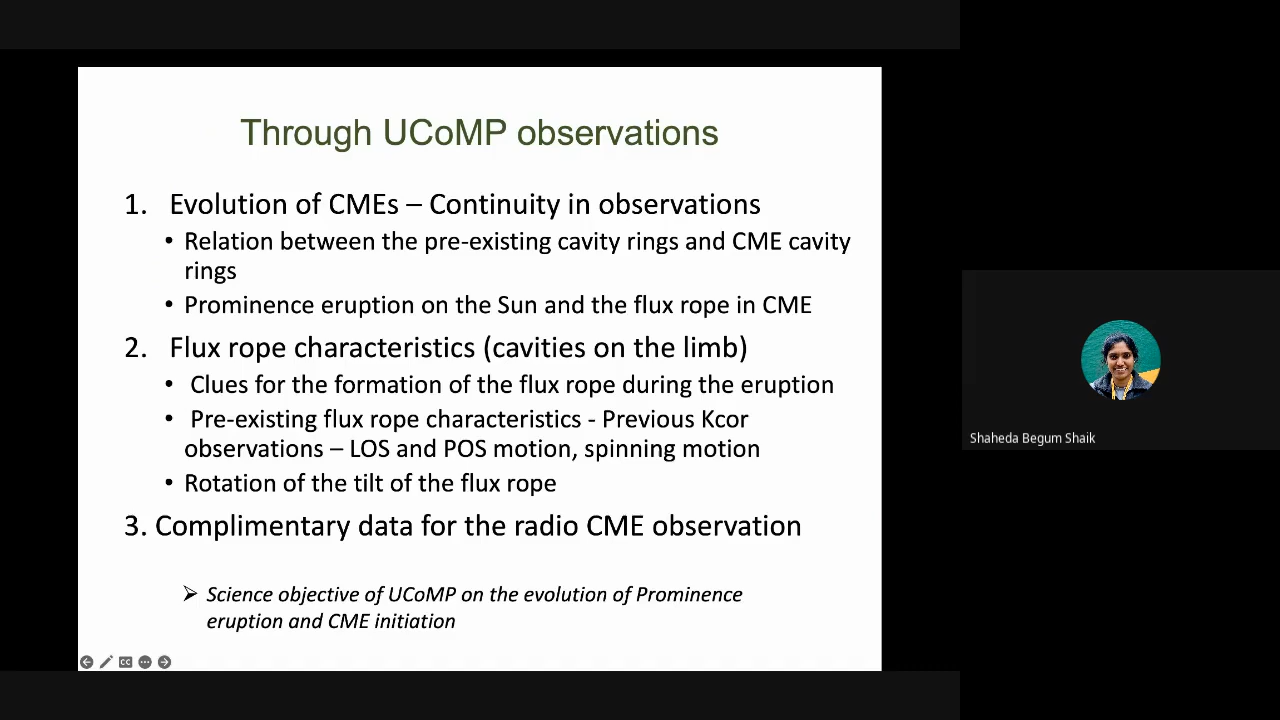 Through UCoMP observations
1. Evolution of CMEs – Continuity in observations
• Relation between the pre-existing cavity rings and CME cavity
rings
• Prominence eruption on the Sun and the flux rope in CME
2. Flux rope characteristics (cavities on the limb)
• Clues for the formation of the flux rope during the eruption
• Pre-existing flux rope characteristics - Previous Kcor
observations – LOS and POS motion, spinning motion
• Rotation of the tilt of the flux rope
3. Complimentary data for the radio CME observation
➢ Science objective of UCoMP on the evolution of Prominence
eruption and CME initiation
CC
Shaheda Begum Shaik